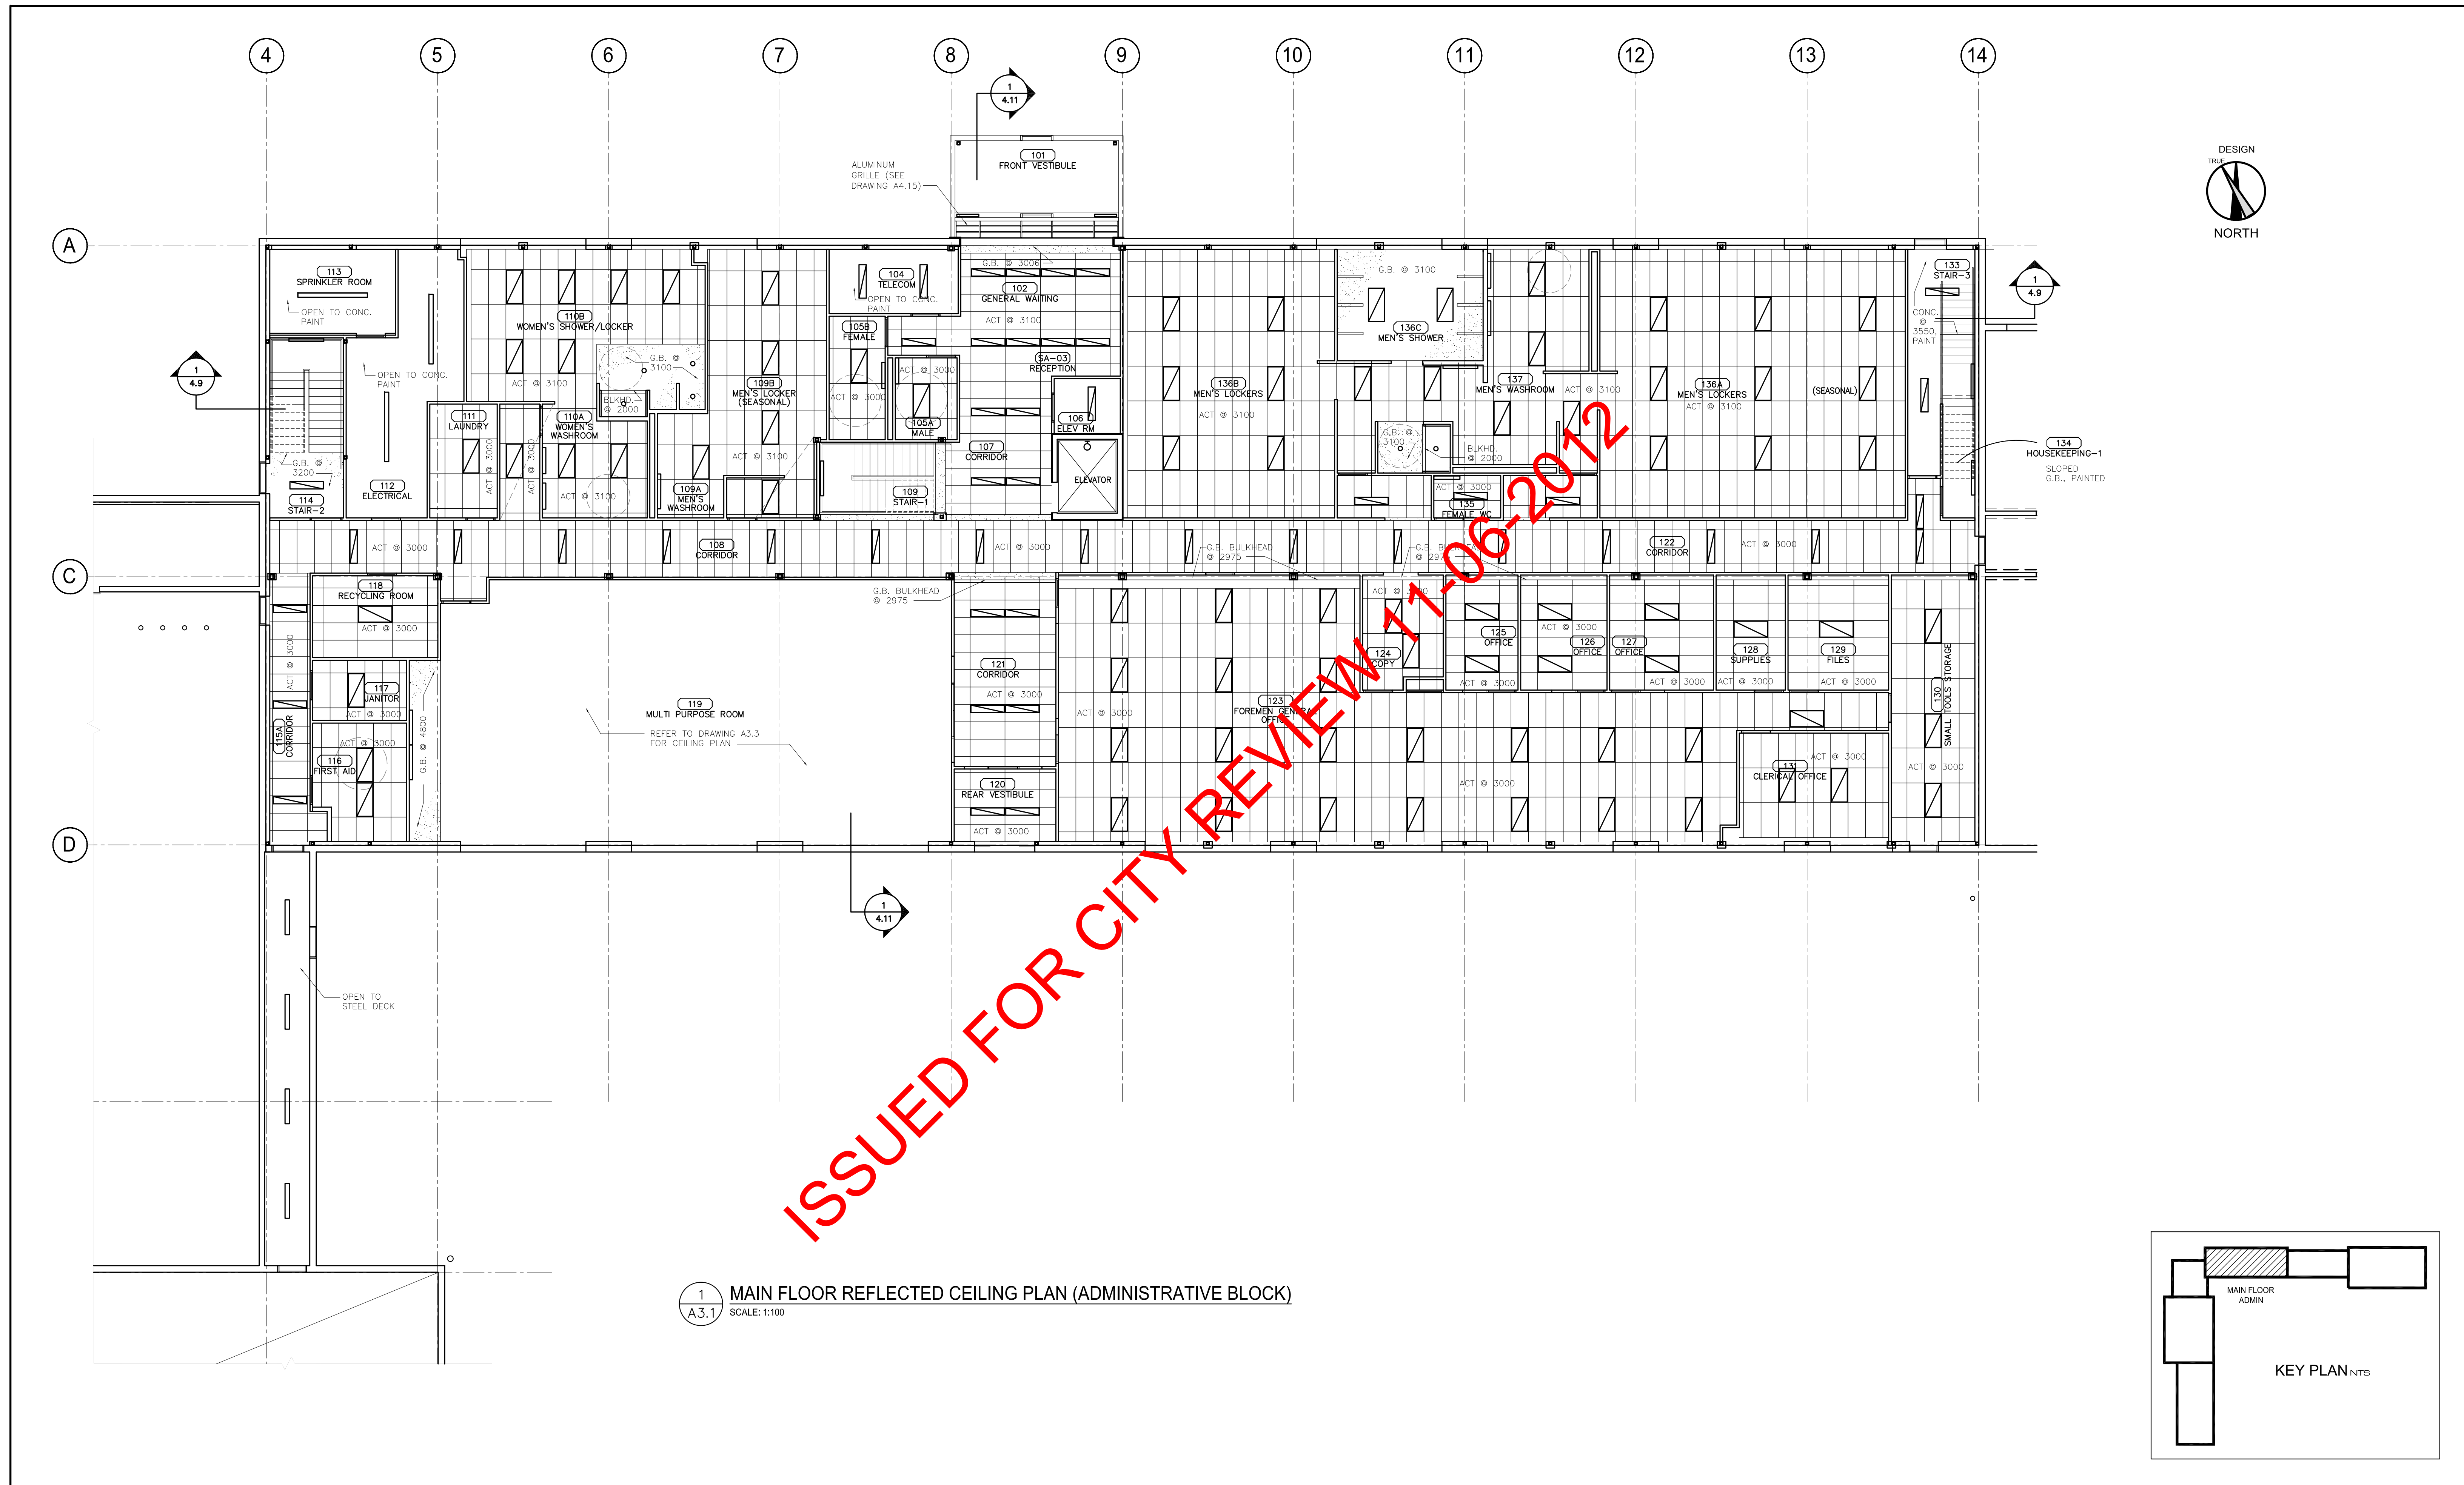 4
5
6
7
8
9
10
11
12
13
14
1
4.11
DESIGN
TRUE
NORTH
ALUMINUM
GRILLE (SEE
DRAWING A4.15)
101
FRONT VESTIBULE
A
113
SPRINKLER ROOM
OPEN TO CONC.
PAINT
110B
WOMEN'S SHOWER/LOCKER
ACT @ 3100
G.B. @
3100
BLKHD.
@ 2000
109B
MEN'S LOCKER
(SEASONAL)
ACT @ 3100
104
TELECOM
OPEN TO CONC.
PAINT
105B
FEMALE
ACT @ 3000
ACT @ 3000
105A
MALE
G.B. @ 3006
102
GENERAL WAITING
ACT @ 3100
SA-03
RECEPTION
106
ELEV RM
ELEVATOR
107
CORRIDOR
109
STAIR-1
136B
MEN'S LOCKERS
ACT @ 3100
G.B. @ 3100
136C
MEN'S SHOWER
137
MEN'S WASHROOM
ACT @ 3100
G.B. @
3100
BLKHD.
@ 2000
136A
MEN'S LOCKERS
ACT @ 3100
(SEASONAL)
133
STAIR-3
CONC.
@
3550,
PAINT
1
4.9
134
HOUSEKEEPING-1
SLOPED
G.B., PAINTED
1
4.9
OPEN TO CONC.
PAINT
111
LAUNDRY
ACT @ 3000
ACT @ 3000
110A
WOMEN'S
WASHROOM
ACT @ 3100
109A
MEN'S
WASHROOM
G.B. @
3200
114
STAIR-2
112
ELECTRICAL
ACT @ 3000
135
FEMALE WC
ACT @ 3000
108
CORRIDOR
ACT @ 3000
G.B. BULKHEAD
@ 2975
G.B. BULKHEAD
@ 2975
122
CORRIDOR
ACT @ 3000
C
118
RECYCLING ROOM
ACT @ 3000
G.B. BULKHEAD
@ 2975
ACT @ 3000
117
JANITOR
ACT @ 3000
115A
CORRIDOR
ACT @ 3000
116
FIRST AID
G.B. @ 4800
119
MULTI PURPOSE ROOM
REFER TO DRAWING A3.3
FOR CEILING PLAN
121
CORRIDOR
ACT @ 3000
120
REAR VESTIBULE
ACT @ 3000
ACT @ 3000
123
FOREMEN GENERAL
OFFICE
ACT @ 3000
ACT @ 3000
124
COPY
125
OFFICE
ACT @ 3000
ACT @ 3000
126
OFFICE
127
OFFICE
ACT @ 3000
128
SUPPLIES
ACT @ 3000
129
FILES
ACT @ 3000
130
SMALL TOOLS STORAGE
ACT @ 3000
131
CLERICAL OFFICE
ACT @ 3000
D
1
4.11
OPEN TO
STEEL DECK
ISSUED FOR CITY REVIEW 11-06-2012
1
A3.1
MAIN FLOOR REFLECTED CEILING PLAN (ADMINISTRATIVE BLOCK)
SCALE: 1:100
MAIN FLOOR
ADMIN
KEY PLAN NTS